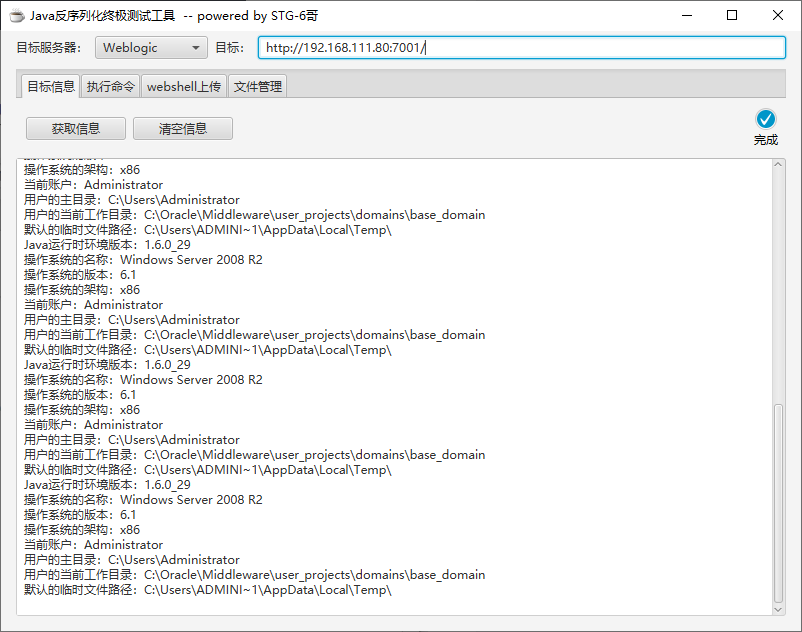 Java反序列化终极测试工具 -- powered by STG-6哥
目标服务器： Weblogic 目标： http://192.168.111.80:7001/
目标信息 执行命令 webshell上传 文件管理
获取信息 清空信息
完成
操作系统的架构：x86
当前账户：Administrator
用户的主目录：C:\Users\Administrator
用户的当前工作目录：C:\Oracle\Middleware\user_projects\domains\base_domain
默认的临时文件路径：C:\Users\ADMINI~1\AppData\Local\Temp\
Java运行时环境版本：1.6.0_29
操作系统的名称：Windows Server 2008 R2
操作系统的版本：6.1
操作系统的架构：x86
当前账户：Administrator
用户的主目录：C:\Users\Administrator
用户的当前工作目录：C:\Oracle\Middleware\user_projects\domains\base_domain
默认的临时文件路径：C:\Users\ADMINI~1\AppData\Local\Temp\
Java运行时环境版本：1.6.0_29
操作系统的名称：Windows Server 2008 R2
操作系统的版本：6.1
操作系统的架构：x86
当前账户：Administrator
用户的主目录：C:\Users\Administrator
用户的当前工作目录：C:\Oracle\Middleware\user_projects\domains\base_domain
默认的临时文件路径：C:\Users\ADMINI~1\AppData\Local\Temp\
Java运行时环境版本：1.6.0_29
操作系统的名称：Windows Server 2008 R2
操作系统的版本：6.1
操作系统的架构：x86
当前账户：Administrator
用户的主目录：C:\Users\Administrator
用户的当前工作目录：C:\Oracle\Middleware\user_projects\domains\base_domain
默认的临时文件路径：C:\Users\ADMINI~1\AppData\Local\Temp\